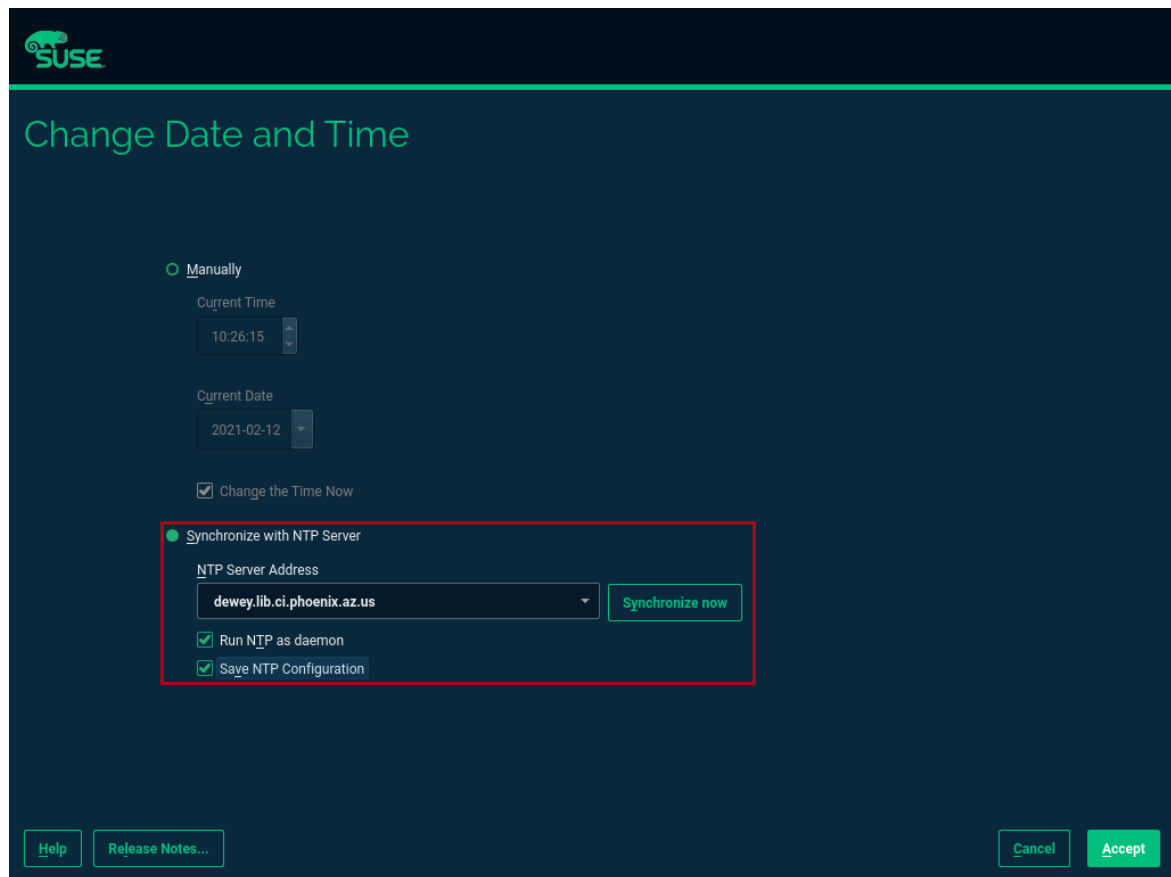 SUSE
Change Date and Time
Manually
Current Time
10:26:15
Current Date
2021-02-12
Change the Time Now
Synchronize with NTP Server
NTP Server Address
dewey.lib.ci.phoenix.az.us
Synchronize now
Run NTP as daemon
Save NTP Configuration
Help
Release Notes...
Cancel
Accept